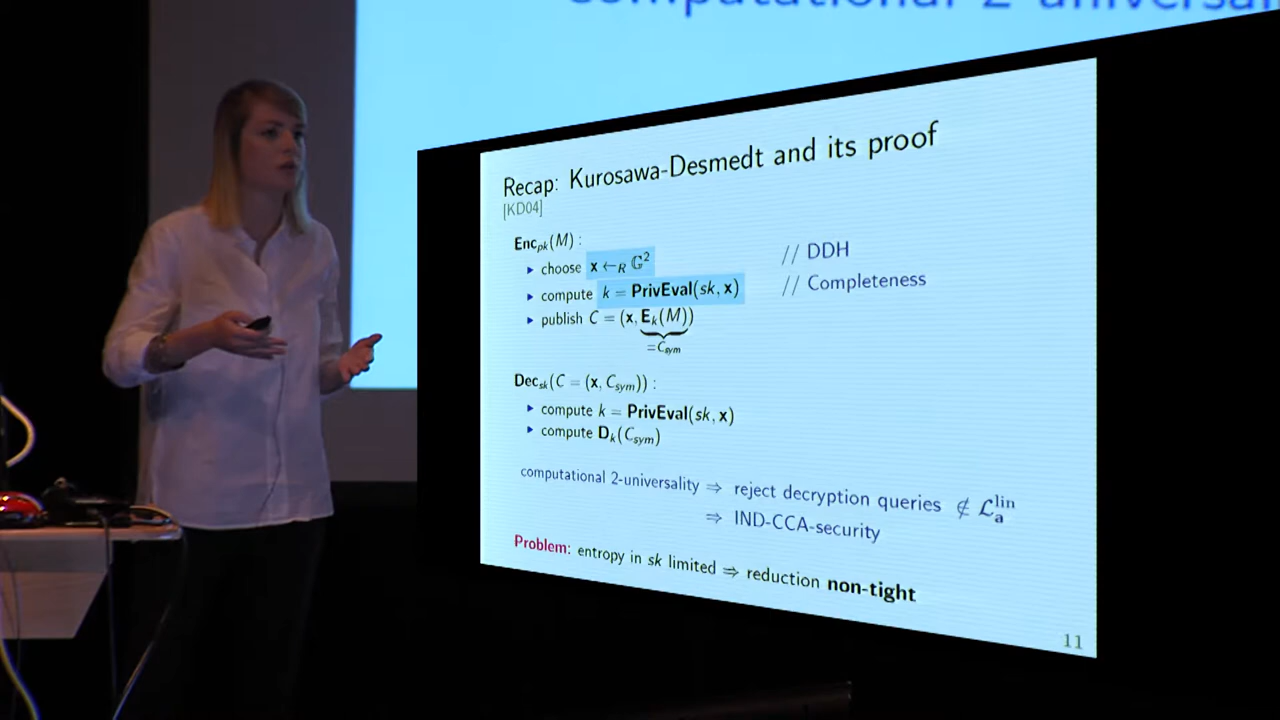 computational 2-universal
Recap: Kurosawa-Desmedt and its proof
[KD04]
Enc_pk(M) :
▸ choose x ←_R 𝔾² // DDH
▸ compute k = PrivEval(sk, x) // Completeness
▸ publish C = (x, E_k(M))
=C_sym
Dec_sk(C = (x, C_sym)) :
▸ compute k = PrivEval(sk, x)
▸ compute D_k(C_sym)
computational 2-universality ⇒ reject decryption queries ∉ 𝓛_a^lin
⇒ IND-CCA-security
Problem: entropy in sk limited ⇒ reduction non-tight
11